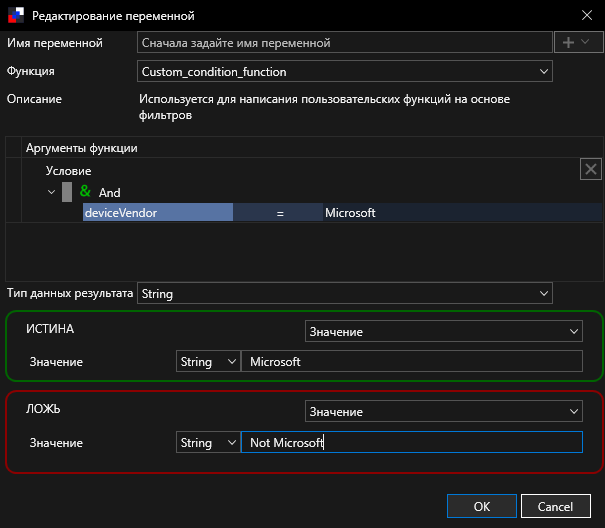 Редактирование переменной
Имя переменной Сначала задайте имя переменной
Функция Custom_condition_function
Описание Используется для написания пользовательских функций на основе
фильтров
Аргументы функции
Условие
& And
deviceVendor = Microsoft
Тип данных результата String
ИСТИНА Значение
Значение String Microsoft
ЛОЖЬ Значение
Значение String Not Microsoft
OK Cancel